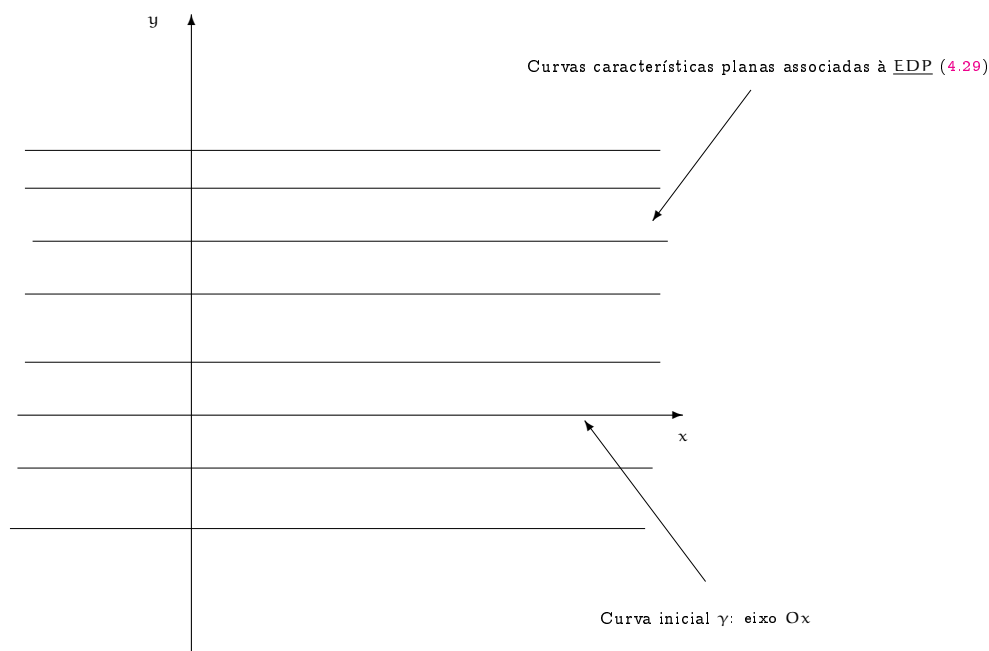 y
Curvas características planas associadas à EDP (4.29)
x
Curva inicial γ: eixo Ox